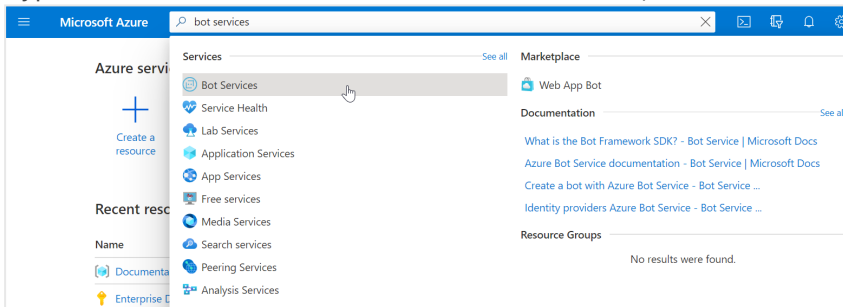 Microsoft Azure
bot services
Azure servi
Create a
resource
Recent reso
Name
Documenta
Enterprise D
Services
See all
Bot Services
Service Health
Lab Services
Application Services
App Services
Free services
Media Services
Search services
Peering Services
Analysis Services
Marketplace
Web App Bot
Documentation
See all
What is the Bot Framework SDK? - Bot Service | Microsoft Docs
Azure Bot Service documentation - Bot Service | Microsoft Docs
Create a bot with Azure Bot Service - Bot Service ...
Identity providers Azure Bot Service - Bot Service ...
Resource Groups
No results were found.